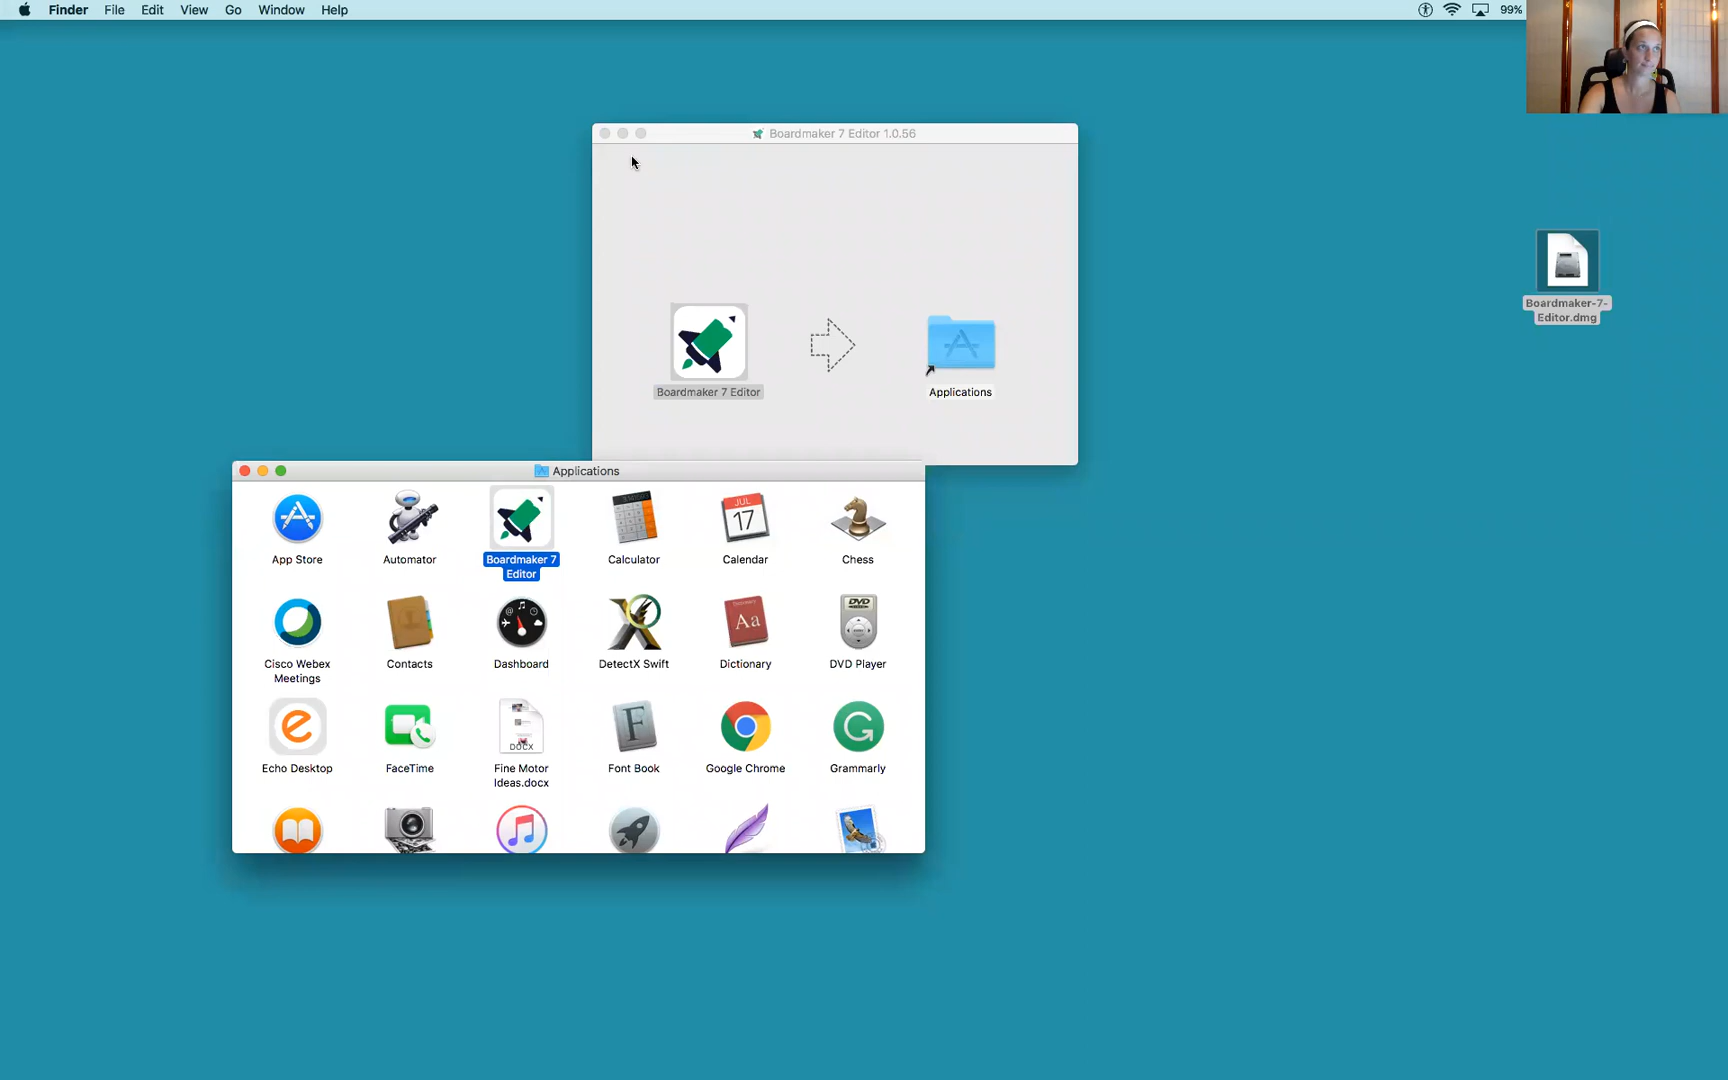 Finder File Edit View Go Window Help
99%
Boardmaker 7 Editor 1.0.56
Boardmaker 7 Editor
Applications
Boardmaker-7-
Editor.dmg
Applications
App Store
Automator
Boardmaker 7
Editor
Calculator
JUL
17
Calendar
Chess
Cisco Webex
Meetings
Contacts
Dashboard
DetectX Swift
Dictionary
Aa
Dictionary
DVD
DVD Player
Echo Desktop
FaceTime
DOCX
Fine Motor
Ideas.docx
F
Font Book
Google Chrome
G
Grammarly